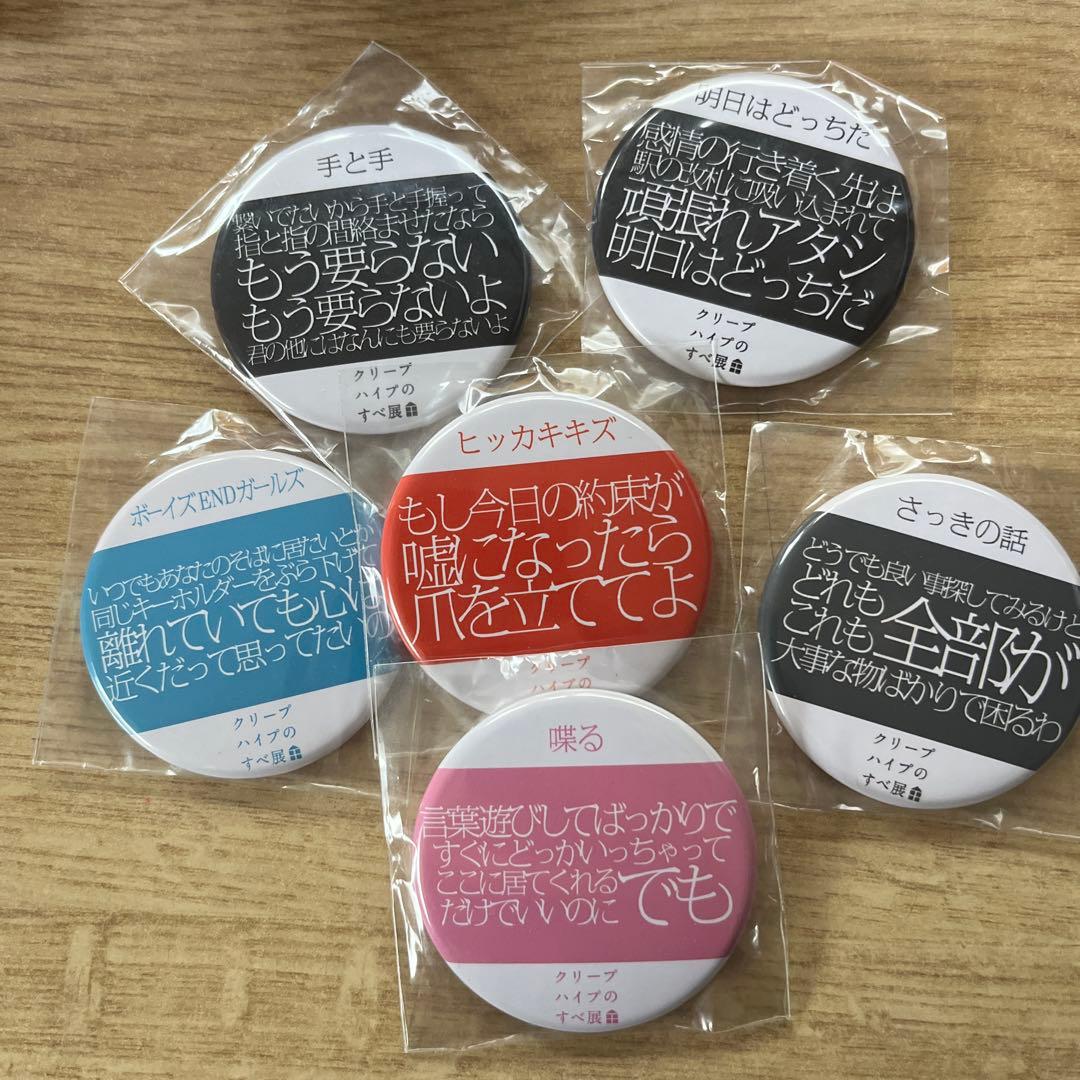 手と手
繋いでたいから手と手握って
指と指の間絡ませたなら
もう要らない
もう要らないよ
君の他にはなんにも要らないよ
クリープ
ハイプの
すべ展
明日はどっちだ
感情の行き着く先は
駅の改札に吸い込まれて
頑張れアタシ
明日はどっちだ
クリープ
ハイプの
すべ展
ボーイズENDガールズ
いつでもあなたのそばに居たいとか
同じキーホルダーをぶら下げて
離れていても心は
近くだって思ってたいの
クリープ
ハイプの
すべ展
ヒッカキキズ
もし今日の約束が
嘘になったら
爪を立ててよ
クリープ
ハイプの
さっきの話
どうでも良い事探してみるけど
どれも
これも全部が
大事な物ばかりで困るわ
クリープ
ハイプの
すべ展
喋る
言葉遊びしてばっかりで
すぐにどっかいっちゃって
ここに居てくれる
だけでいいのにでも
クリープ
ハイプの
すべ展